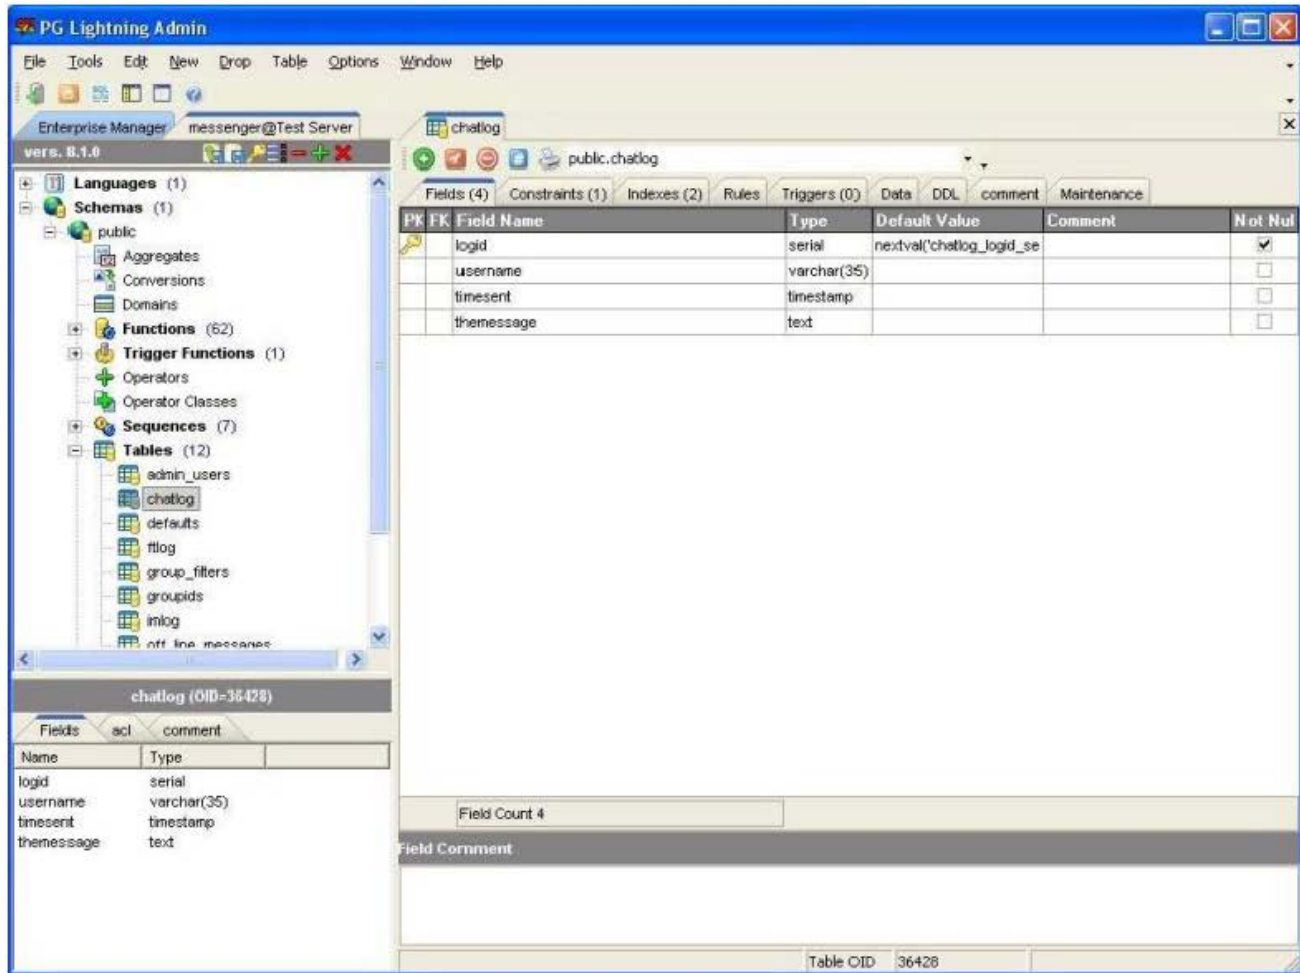 PG Lightning Admin
File Tools Edit New Drop Table Options Window Help
Enterprise Manager messenger@Test Server
vers. 8.1.0
Languages (1)
Schemas (1)
public
Aggregates
Conversions
Domains
Functions (62)
Trigger Functions (1)
Operators
Operator Classes
Sequences (7)
Tables (12)
admin_users
chatlog
defaults
ftlog
group_filters
groupids
imlog
off_line_messages
chatlog (OID=36428)
Fields acl comment
Name Type
logid serial
username varchar(35)
timesent timestamp
themessage text
chatlog
public.chatlog
Fields (4) Constraints (1) Indexes (2) Rules Triggers (0) Data DDL comment Maintenance
PK FK Field Name Type Default Value Comment Not Nul
logid serial nextval('chatlog_logid_se
username varchar(35)
timesent timestamp
themessage text
Field Count 4
Field Comment
Table OID 36428